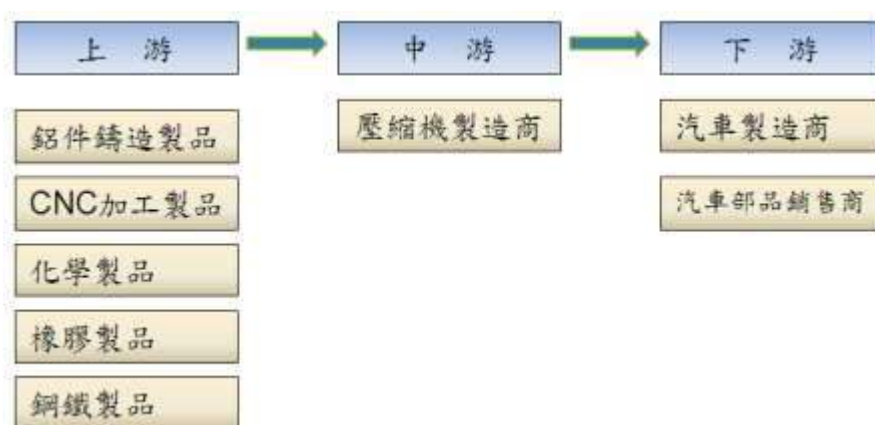 上 游
中 游
下 游
鋁件鑄造製品
壓縮機製造商
汽車製造商
CNC加工製品
汽車部品銷售商
化學製品
橡膠製品
鋼鐵製品